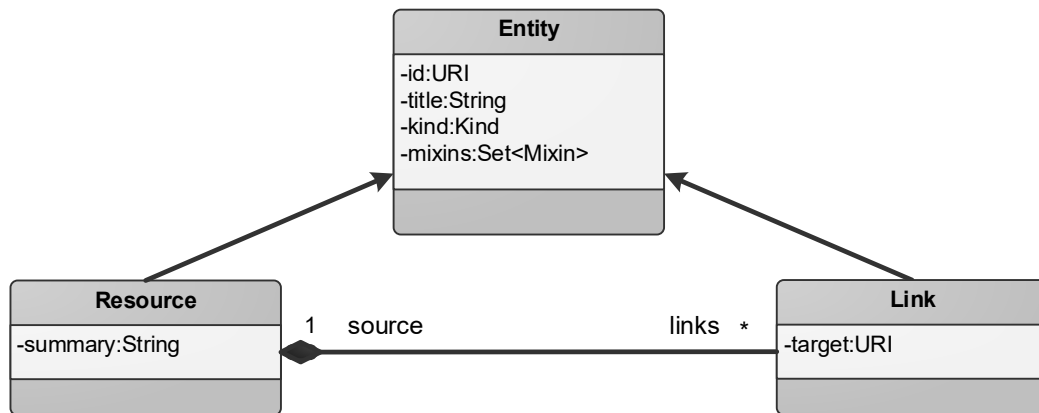 Entity
-id:URI
-title:String
-kind:Kind
-mixins:Set<Mixin>
Resource
-summary:String
1 source
links *
Link
-target:URI